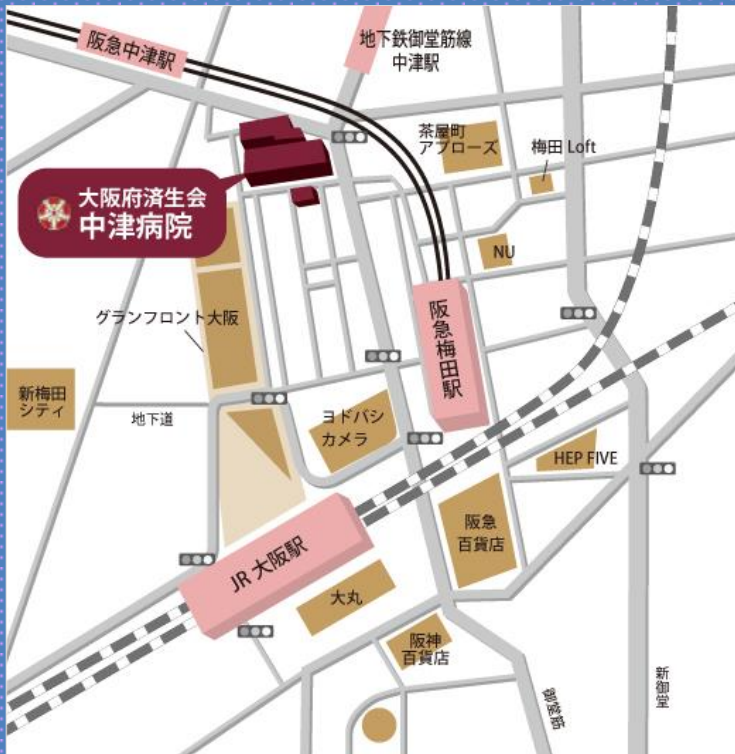 阪急中津駅
地下鉄御堂筋線
中津駅
茶屋町
アプローズ
梅田 Loft
大阪府済生会
中津病院
NU
グランフロント大阪
阪急梅田駅
新梅田
シティ
地下道
ヨドバシ
カメラ
HEP FIVE
阪急
百貨店
JR 大阪駅
大丸
阪神
百貨店
御堂筋
新御堂